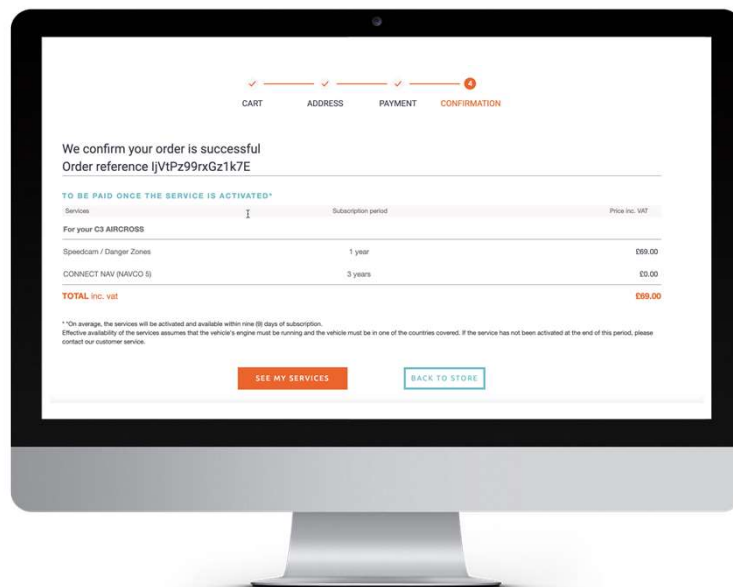 4
CART ADDRESS PAYMENT CONFIRMATION
We confirm your order is successful
Order reference IjVtPz99rxGz1k7E
TO BE PAID ONCE THE SERVICE IS ACTIVATED*
Services Subscription period Price inc. VAT
For your C3 AIRCROSS
Speedcam / Danger Zones 1 year £69.00
CONNECT NAV (NAVCO 5) 3 years £0.00
TOTAL inc. vat £69.00
* *On average, the services will be activated and available within nine (9) days of subscription.
Effective availability of the services assumes that the vehicle's engine must be running and the vehicle must be in one of the countries covered. If the service has not been activated at the end of this period, please
contact our customer service.
SEE MY SERVICES BACK TO STORE